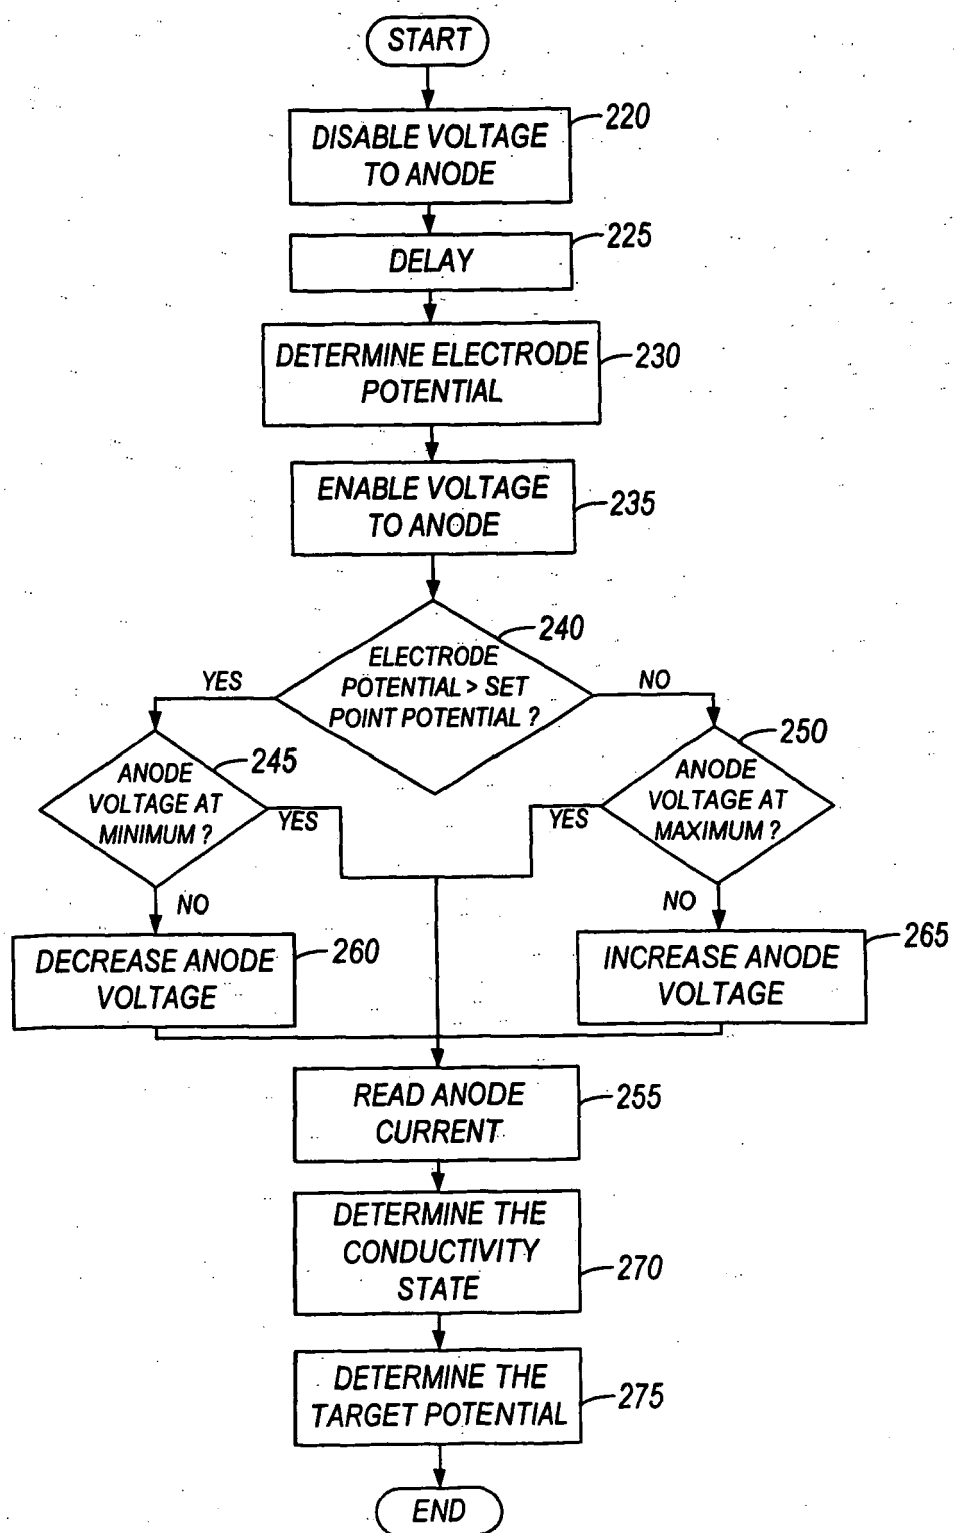 START
DISABLE VOLTAGE
TO ANODE
220
DELAY
225
DETERMINE ELECTRODE
POTENTIAL
230
ENABLE VOLTAGE
TO ANODE
235
ELECTRODE
POTENTIAL > SET
POINT POTENTIAL ?
240
YES
NO
ANODE
VOLTAGE AT
MINIMUM ?
245
YES
NO
ANODE
VOLTAGE AT
MAXIMUM ?
250
YES
NO
DECREASE ANODE
VOLTAGE
260
INCREASE ANODE
VOLTAGE
265
READ ANODE
CURRENT
255
DETERMINE THE
CONDUCTIVITY
STATE
270
DETERMINE THE
TARGET POTENTIAL
275
END